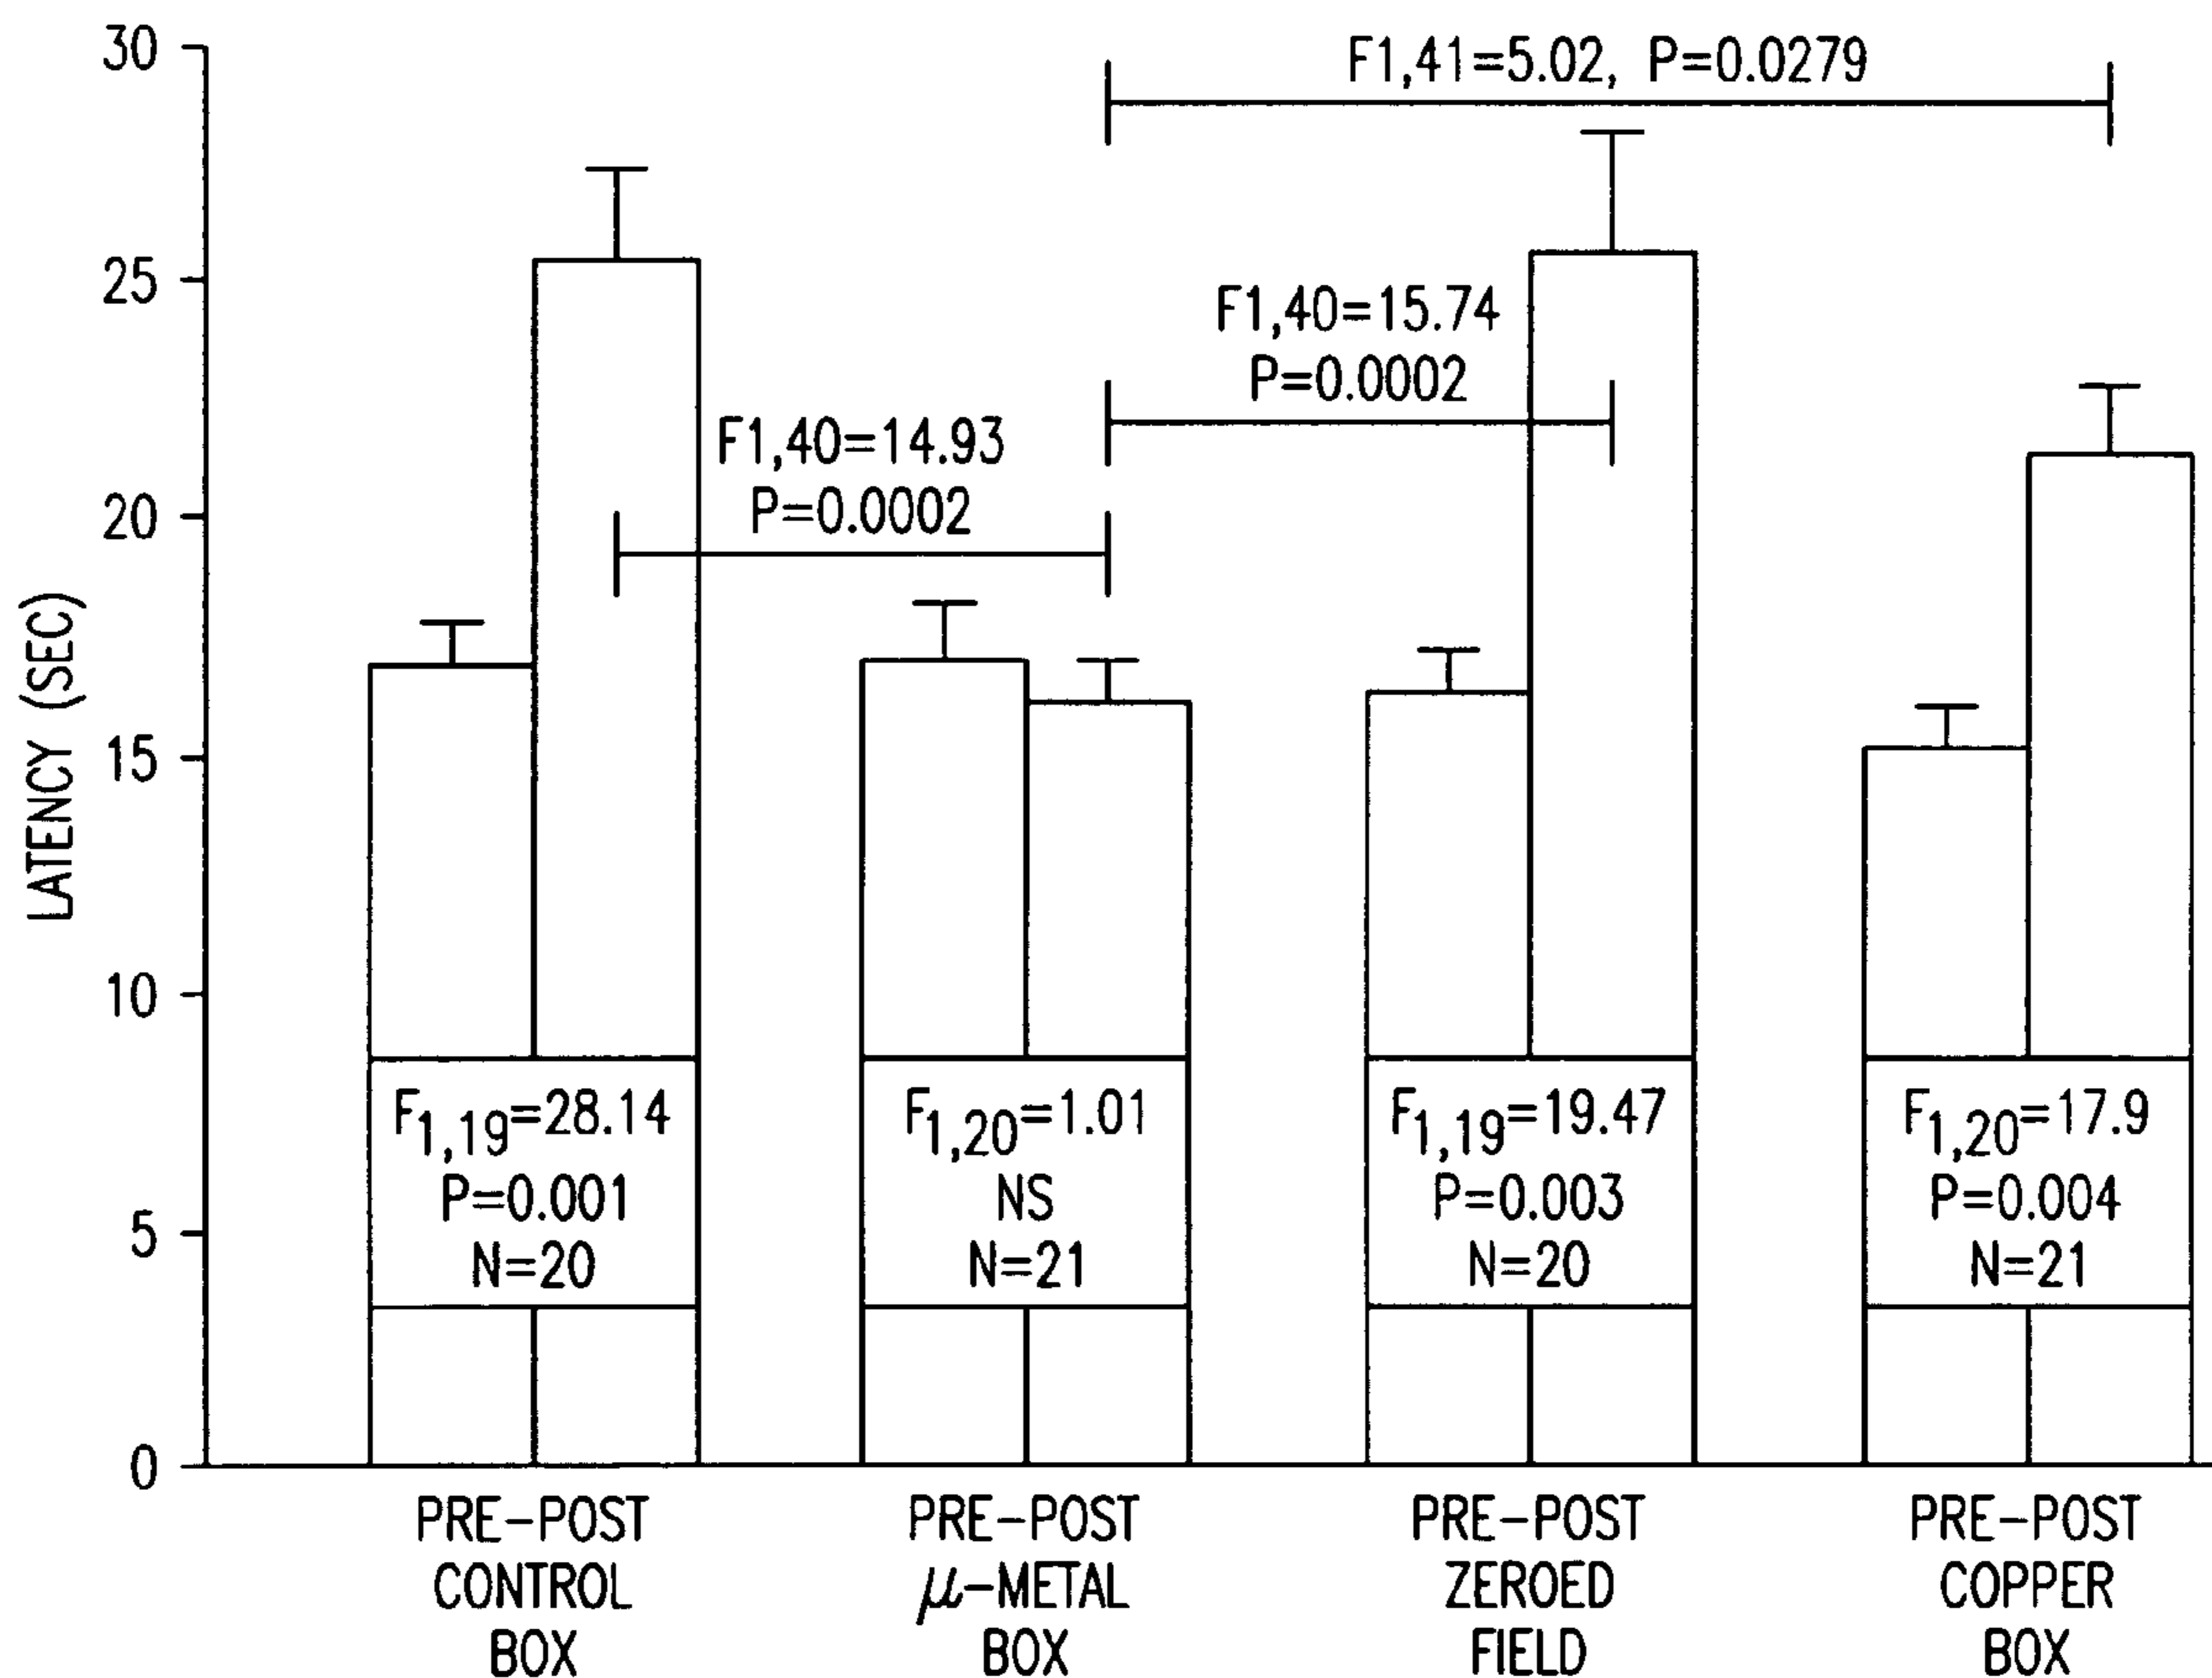 30
25
20
15
10
5
0
LATENCY (SEC)
F1,41=5.02, P=0.0279
F1,40=15.74
P=0.0002
F1,40=14.93
P=0.0002
F1,19=28.14
P=0.001
N=20
F1,20=1.01
NS
N=21
F1,19=19.47
P=0.003
N=20
F1,20=17.9
P=0.004
N=21
PRE-POST
CONTROL
BOX
PRE-POST
μ-METAL
BOX
PRE-POST
ZEROED
FIELD
PRE-POST
COPPER
BOX